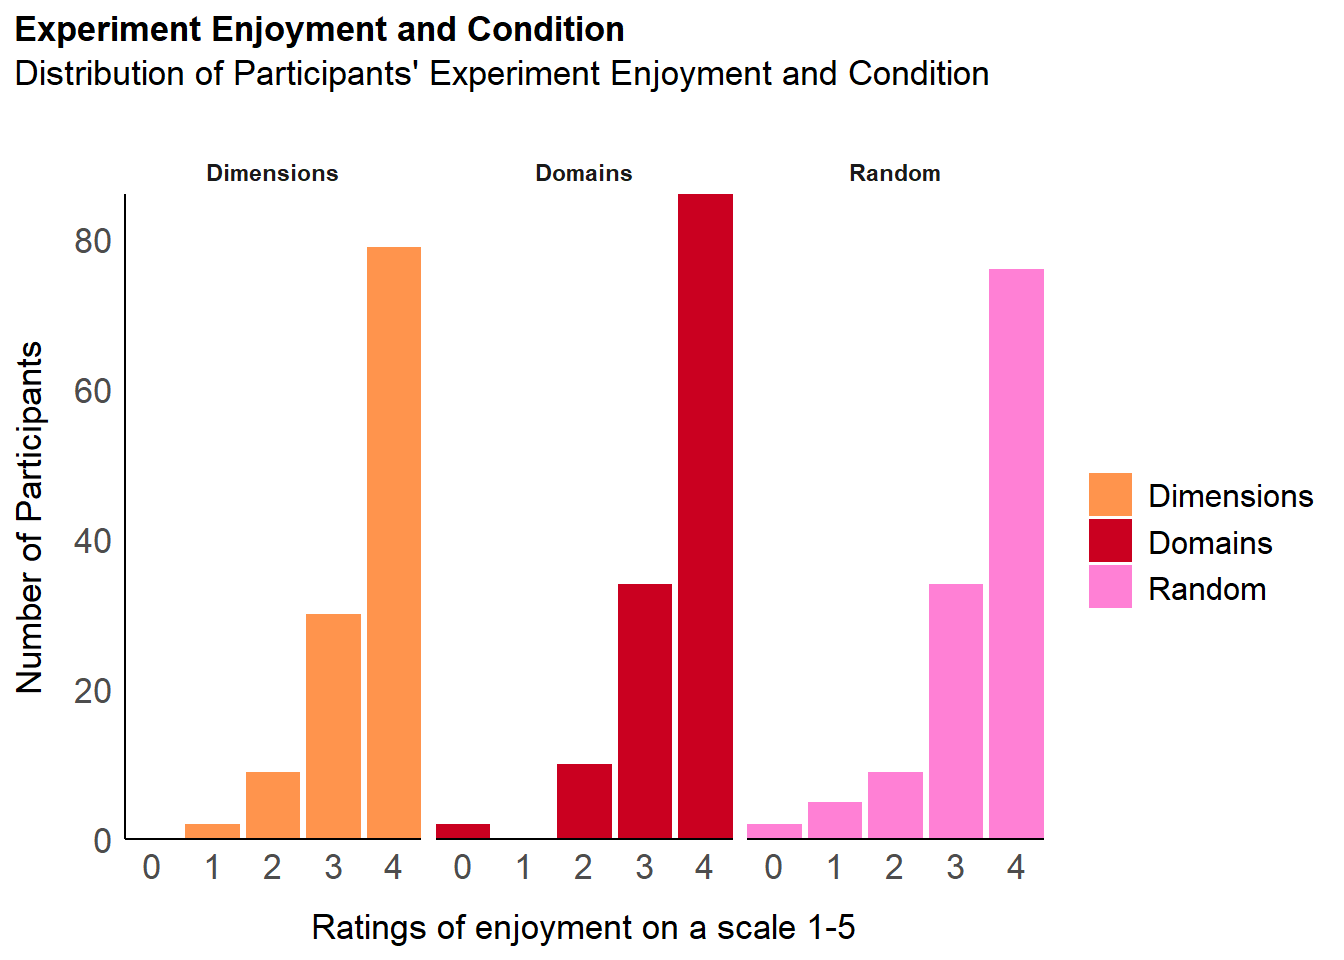 Experiment Enjoyment and Condition
Distribution of Participants' Experiment Enjoyment and Condition
Dimensions Domains Random
80
60
40
20
0
Number of Participants
0 1 2 3 4 0 1 2 3 4 0 1 2 3 4
Ratings of enjoyment on a scale 1-5
Dimensions
Domains
Random